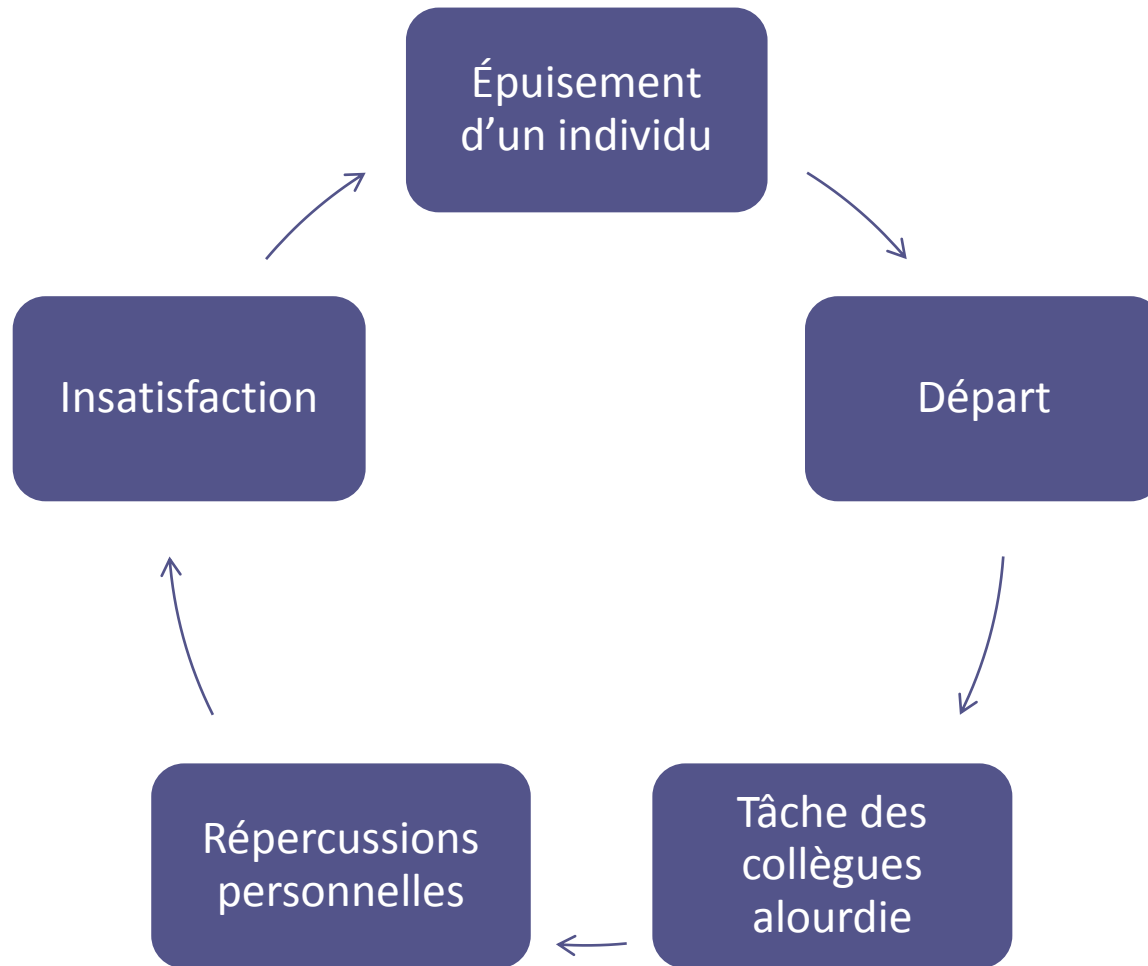 Épuisement
d’un individu
Départ
Tâche des
collègues
alourdie
Répercussions
personnelles
Insatisfaction